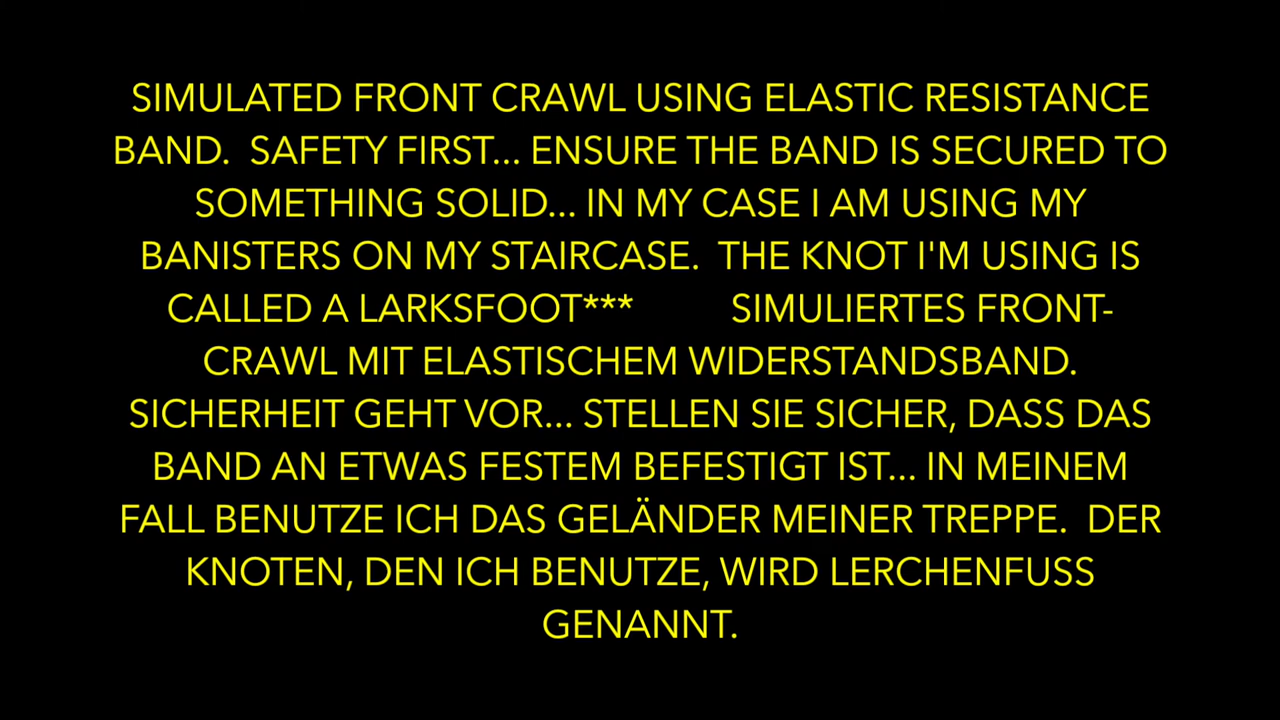 SIMULATED FRONT CRAWL USING ELASTIC RESISTANCE
BAND.  SAFETY FIRST... ENSURE THE BAND IS SECURED TO
SOMETHING SOLID... IN MY CASE I AM USING MY
BANISTERS ON MY STAIRCASE.  THE KNOT I'M USING IS
CALLED A LARKSFOOT***          SIMULIERTES FRONT-
CRAWL MIT ELASTISCHEM WIDERSTANDSBAND.
SICHERHEIT GEHT VOR... STELLEN SIE SICHER, DASS DAS
BAND AN ETWAS FESTEM BEFESTIGT IST... IN MEINEM
FALL BENUTZE ICH DAS GELÄNDER MEINER TREPPE.  DER
KNOTEN, DEN ICH BENUTZE, WIRD LERCHENFUSS
GENANNT.